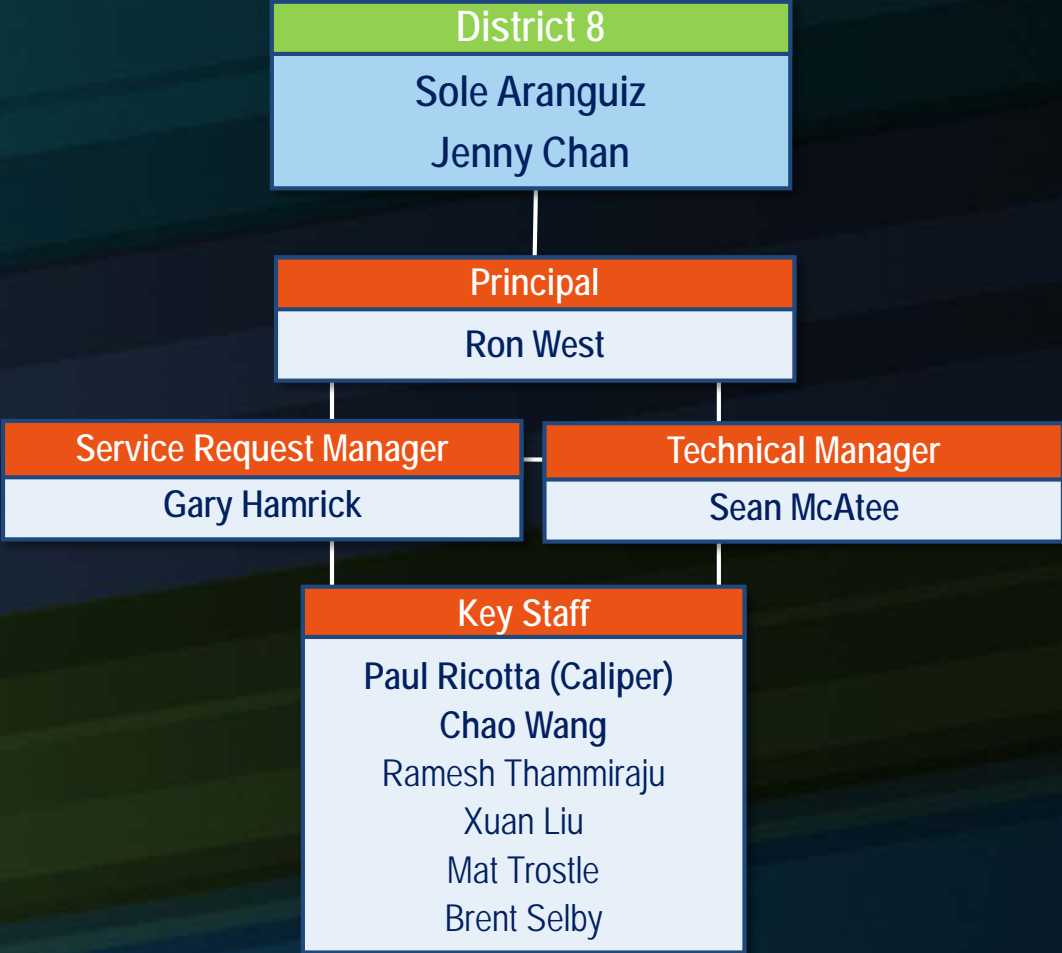 District 8
Sole Aranguiz
Jenny Chan
Principal
Ron West
Service Request Manager
Gary Hamrick
Technical Manager
Sean McAtee
Key Staff
Paul Ricotta (Caliper)
Chao Wang
Ramesh Thammiraju
Xuan Liu
Mat Trostle
Brent Selby